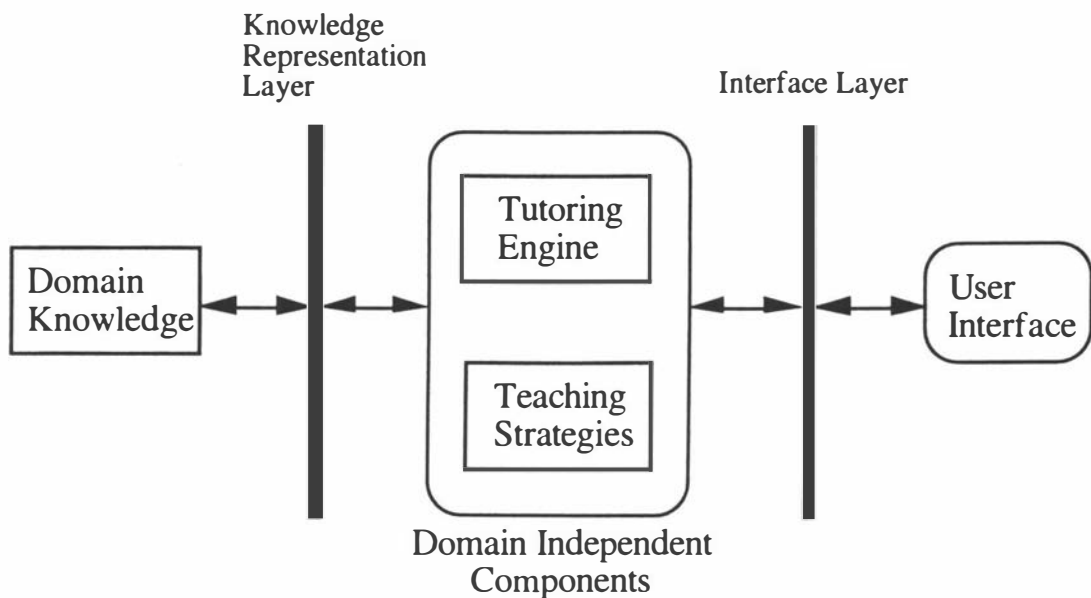 Knowledge
Representation
Layer
Interface Layer
Tutoring
Engine
Domain
Knowledge
User
Interface
Teaching
Strategies
Domain Independent
Components